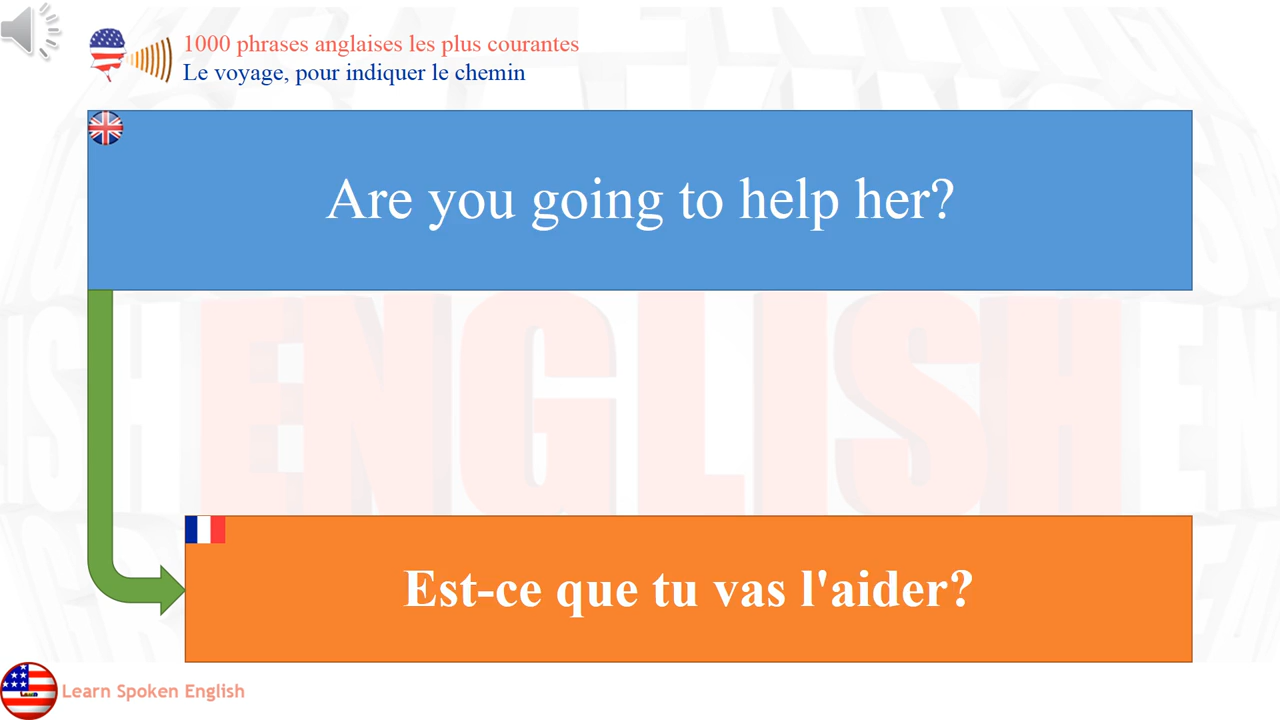 1000 phrases anglaises les plus courantes
Le voyage, pour indiquer le chemin
Are you going to help her?
ENGLISH
Est-ce que tu vas l'aider?
Learn Spoken English